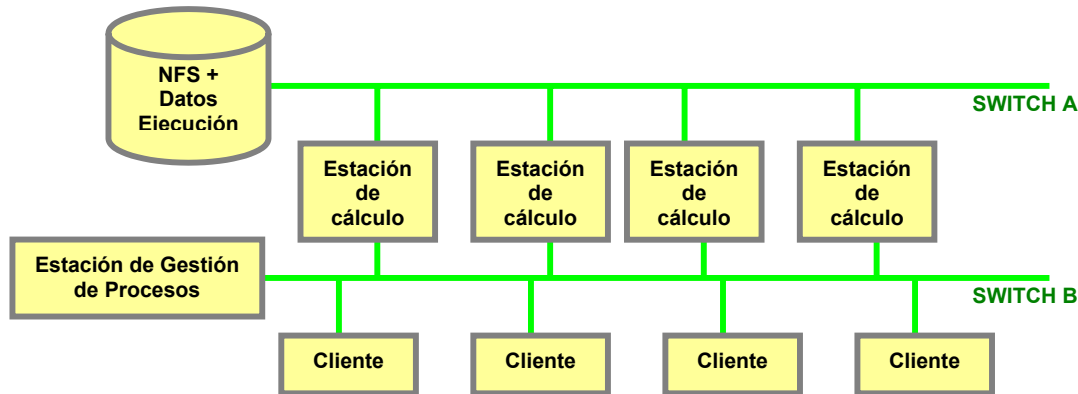 NFS +
Datos
Ejecución
SWITCH A
Estación
de
cálculo
Estación
de
cálculo
Estación
de
cálculo
Estación
de
cálculo
Estación de Gestión
de Procesos
SWITCH B
Cliente
Cliente
Cliente
Cliente